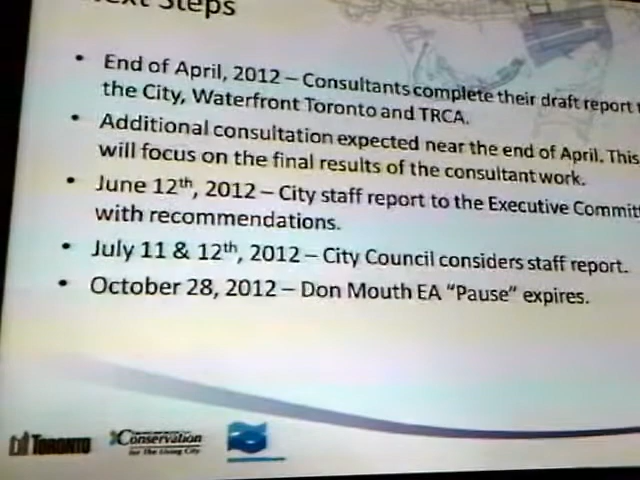 Steps
• End of April, 2012 – Consultants complete their draft report
the City, Waterfront Toronto and TRCA.
• Additional consultation expected near the end of April. This
will focus on the final results of the consultant work.
• June 12th, 2012 – City staff report to the Executive Committ
with recommendations.
• July 11 & 12th, 2012 – City Council considers staff report.
• October 28, 2012 – Don Mouth EA "Pause" expires.
TORONTO
Conservation
for The Living City